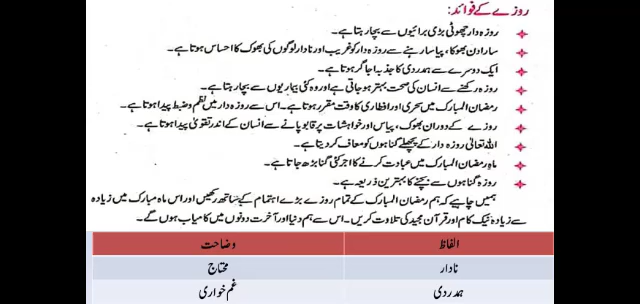 روزے کے فوائد:
روزہ دار چھوٹی بڑی برائیوں سے بچا رہتا ہے۔
سارا دن بھوکا، پیاسا رہنے سے روزہ دار کو غریب اور نادار لوگوں کی بھوک کا احساس ہوتا ہے۔
ایک دوسرے سے ہمدردی کا جذبہ اجاگر ہوتا ہے۔
روزہ رکھنے سے انسان کی صحت بہتر ہو جاتی ہے اور وہ کئی بیماریوں سے بچا رہتا ہے۔
رمضان المبارک میں سحری اور افطاری کا وقت مقرر ہوتا ہے۔ اس سے روزہ دار میں نظم و ضبط پیدا ہوتا ہے۔
روزے کے دوران بھوک، پیاس اور خواہشات پر قابو پانے سے انسان کے اندر تقویٰ پیدا ہوتا ہے۔
اللہ تعالیٰ روزہ دار کے پچھلے گناہوں کو معاف کر دیتا ہے۔
ماہِ رمضان المبارک میں عبادت کرنے کا اجر کئی گنا بڑھ جاتا ہے۔
روزہ گناہوں سے بچنے کا بہترین ذریعہ ہے۔
ہمیں چاہیے کہ ہم رمضان المبارک کے تمام روزے بڑے اہتمام کے ساتھ رکھیں اور اس ماہ مبارک میں زیادہ
سے زیادہ نیک کام اور قرآن مجید کی تلاوت کریں۔ اس سے ہم دنیا اور آخرت دونوں میں کامیاب ہوں گے۔
الفاظ وضاحت
نادار محتاج
ہمدردی غم خواری